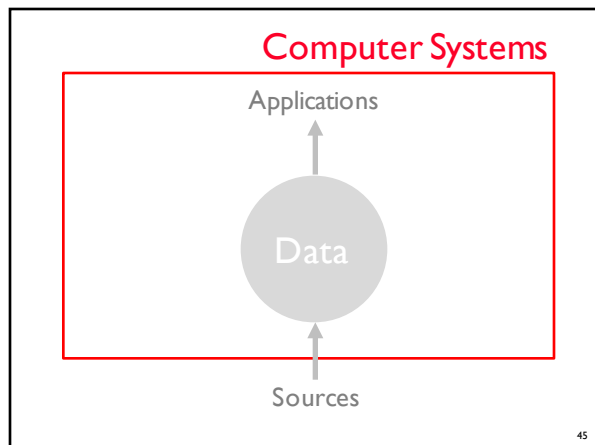 Computer Systems
Applications
Data
Sources
45